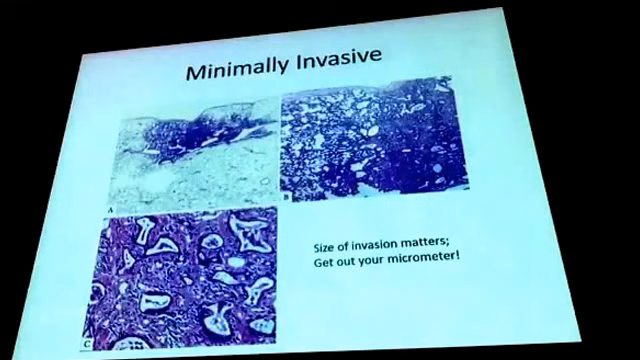 Minimally Invasive
A
B
C
Size of invasion matters;
Get out your micrometer!